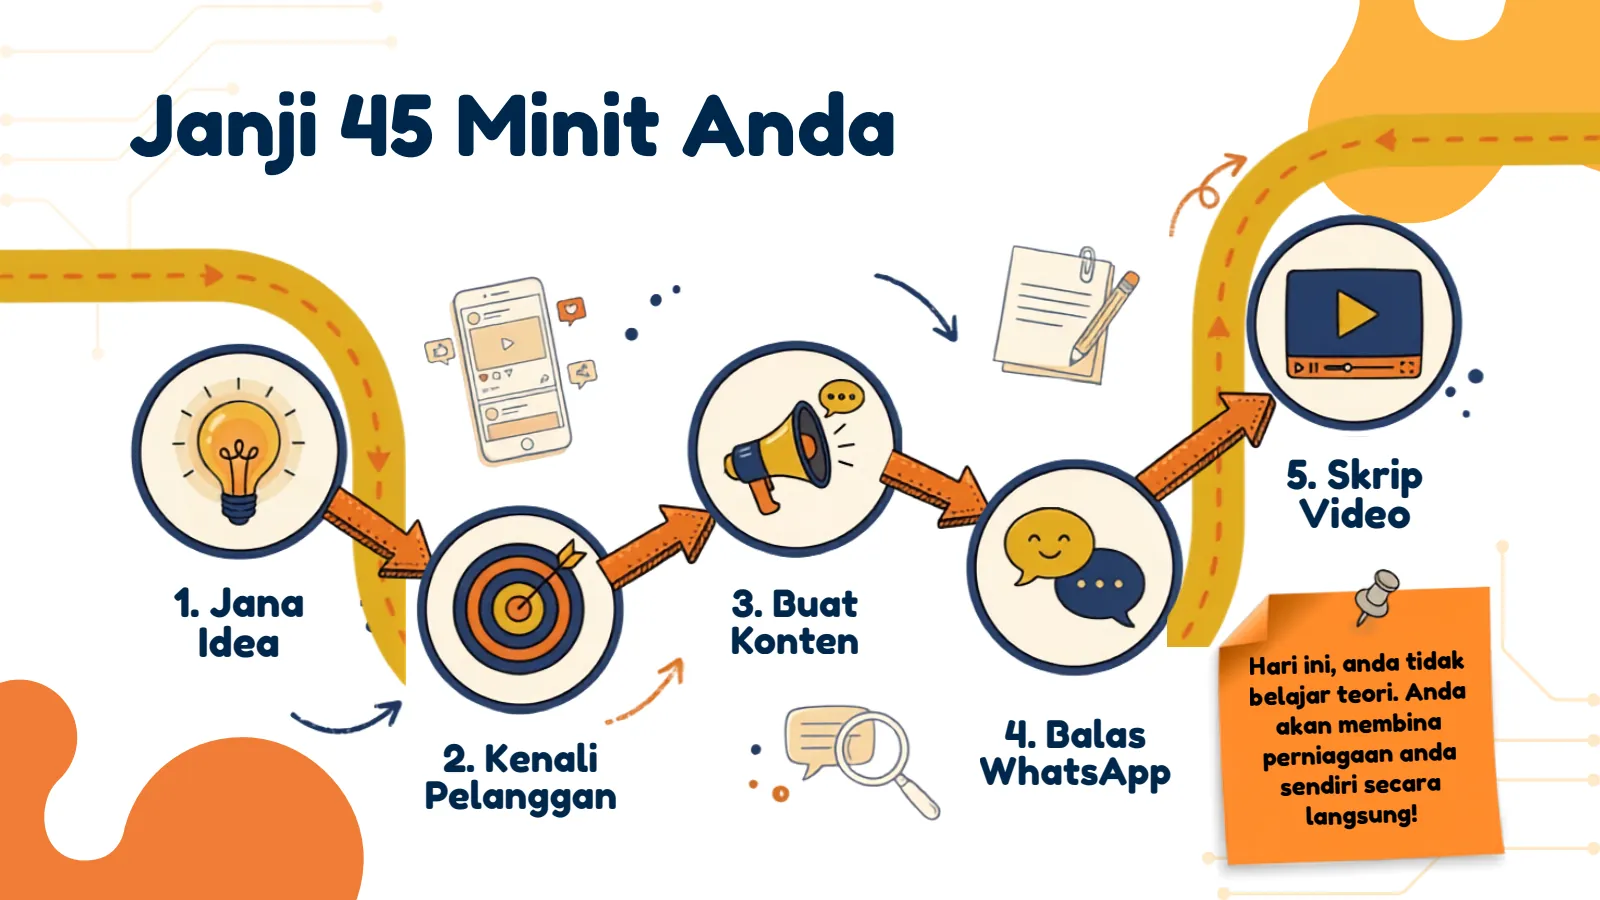 Janji 45 Minit Anda
1. Jana
Idea
2. Kenali
Pelanggan
3. Buat
Konten
4. Balas
WhatsApp
5. Skrip
Video
Hari ini, anda tidak
belajar teori. Anda
akan membina
perniagaan anda
sendiri secara
langsung!